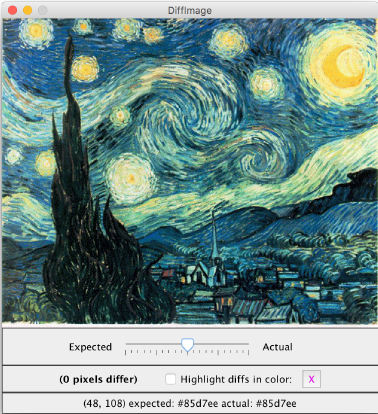 DiffImage
Expected Actual
(0 pixels differ) Highlight diffs in color: X
(48, 108) expected: #85d7ee actual: #85d7ee